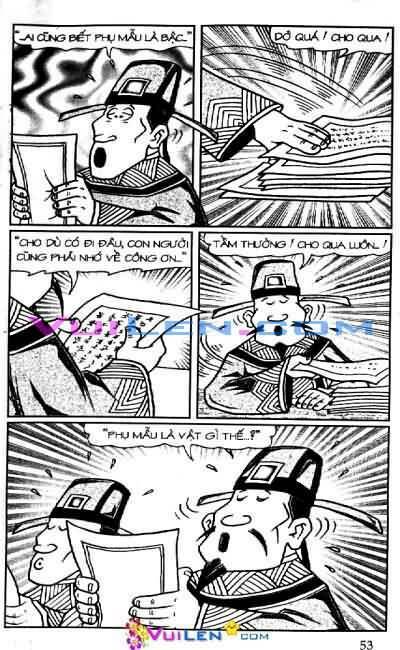 "...AI CŨNG BIẾT PHỤ MẪU LÀ BẬC..."
DỞ QUÁ! CHO QUA!
"CHO DÙ CÓ ĐI ĐÂU, CON NGƯỜI
CŨNG PHẢI NHỚ VỀ CÔNG ƠN..."
TẦM THƯỜNG! CHO QUA LUÔN...!
VUILEN.COM
"PHỤ MẪU LÀ VẬT GÌ THẾ...?"
VUILEN.COM
53